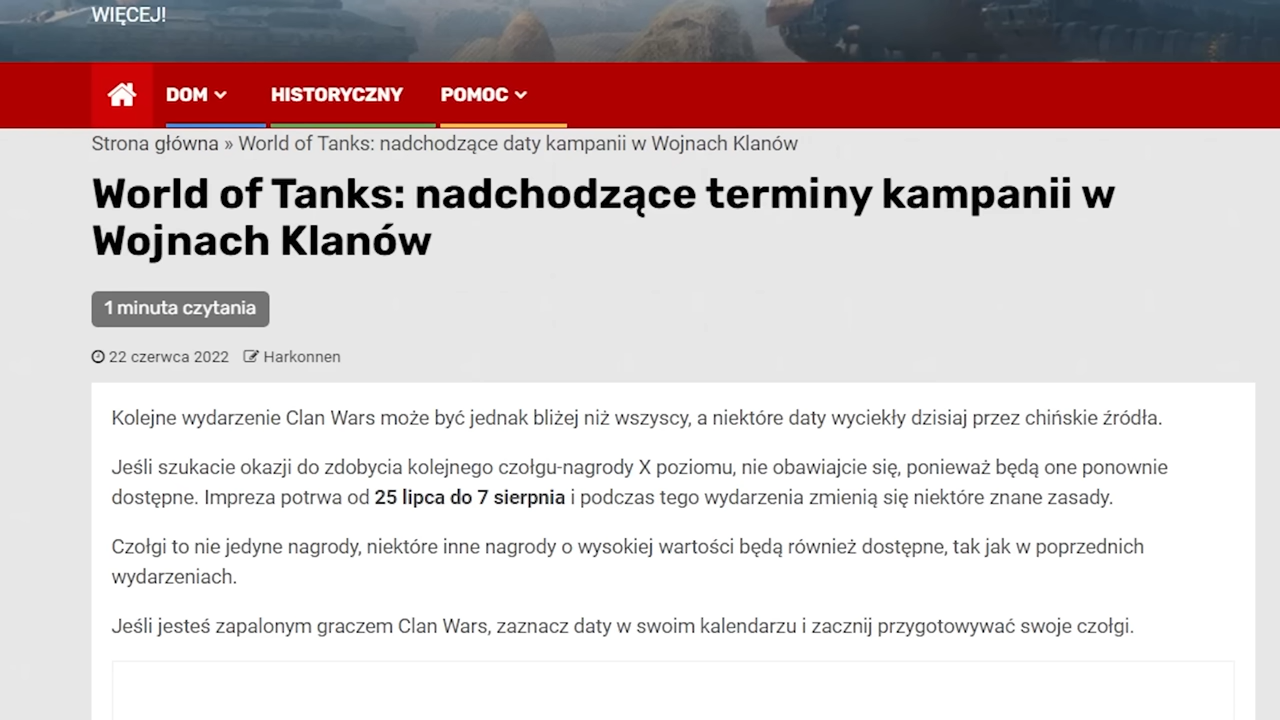 WIĘCEJ!
DOM HISTORYCZNY POMOC
Strona główna » World of Tanks: nadchodzące daty kampanii w Wojnach Klanów
World of Tanks: nadchodzące terminy kampanii w
Wojnach Klanów
1 minuta czytania
22 czerwca 2022 Harkonnen
Kolejne wydarzenie Clan Wars może być jednak bliżej niż wszyscy, a niektóre daty wyciekły dzisiaj przez chińskie źródła.
Jeśli szukacie okazji do zdobycia kolejnego czołgu-nagrody X poziomu, nie obawiajcie się, ponieważ będą one ponownie
dostępne. Impreza potrwa od 25 lipca do 7 sierpnia i podczas tego wydarzenia zmienią się niektóre znane zasady.
Czołgi to nie jedyne nagrody, niektóre inne nagrody o wysokiej wartości będą również dostępne, tak jak w poprzednich
wydarzeniach.
Jeśli jesteś zapalonym graczem Clan Wars, zaznacz daty w swoim kalendarzu i zacznij przygotowywać swoje czołgi.